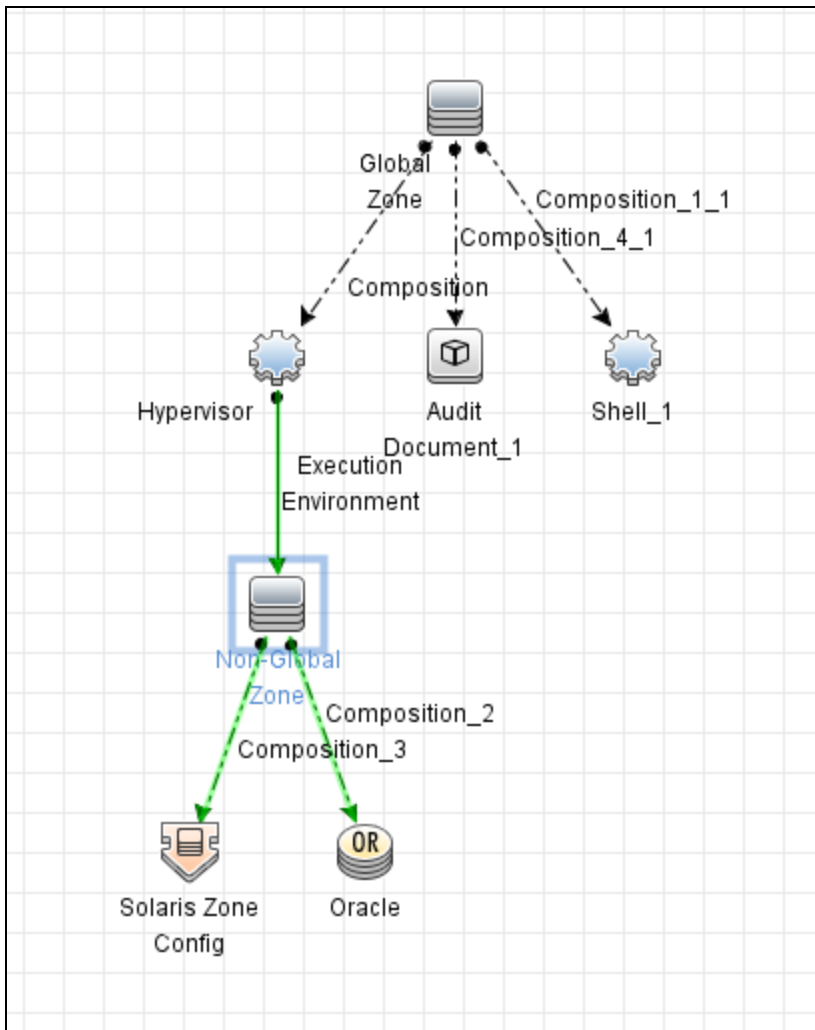 Global
Zone
Composition_1_1
Composition_4_1
Composition
Hypervisor
Audit
Document_1
Shell_1
Execution
Environment
Non-Global
Zone
Composition_2
Composition_3
OR
Solaris Zone
Config
Oracle